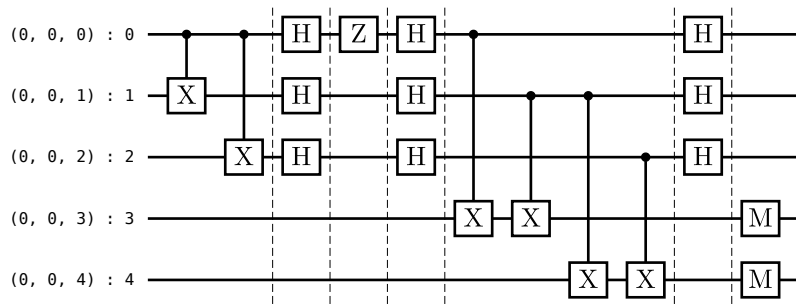 (0, 0, 0) : 0 H Z H H
(0, 0, 1) : 1 X H H H
(0, 0, 2) : 2 X H H H
(0, 0, 3) : 3 X X M
(0, 0, 4) : 4 X X M